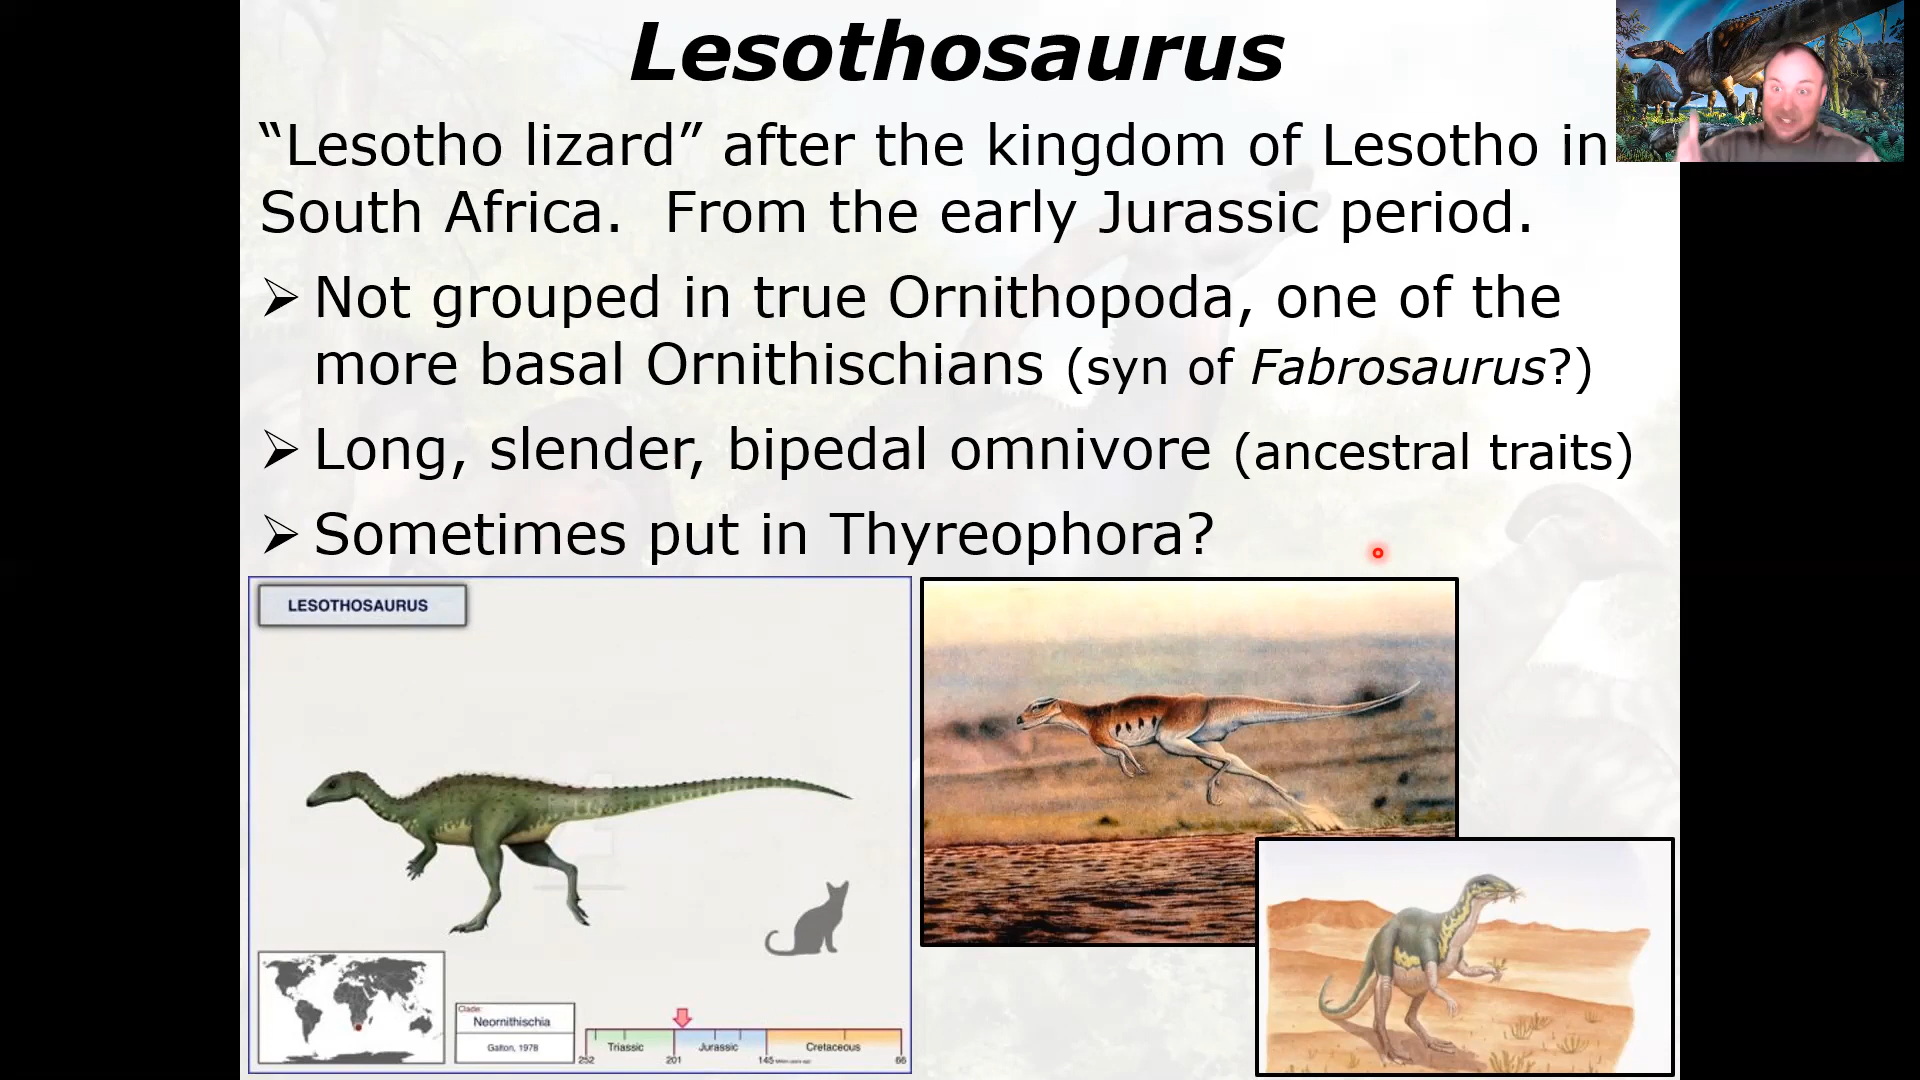 Lesothosaurus
“Lesotho lizard” after the kingdom of Lesotho in
South Africa. From the early Jurassic period.
➢ Not grouped in true Ornithopoda, one of the
more basal Ornithischians (syn of Fabrosaurus?)
➢ Long, slender, bipedal omnivore (ancestral traits)
➢ Sometimes put in Thyreophora?
LESOTHOSAURUS
Clade:
Neornithischia
Galton, 1978
Triassic Jurassic Cretaceous
252 201 145 66